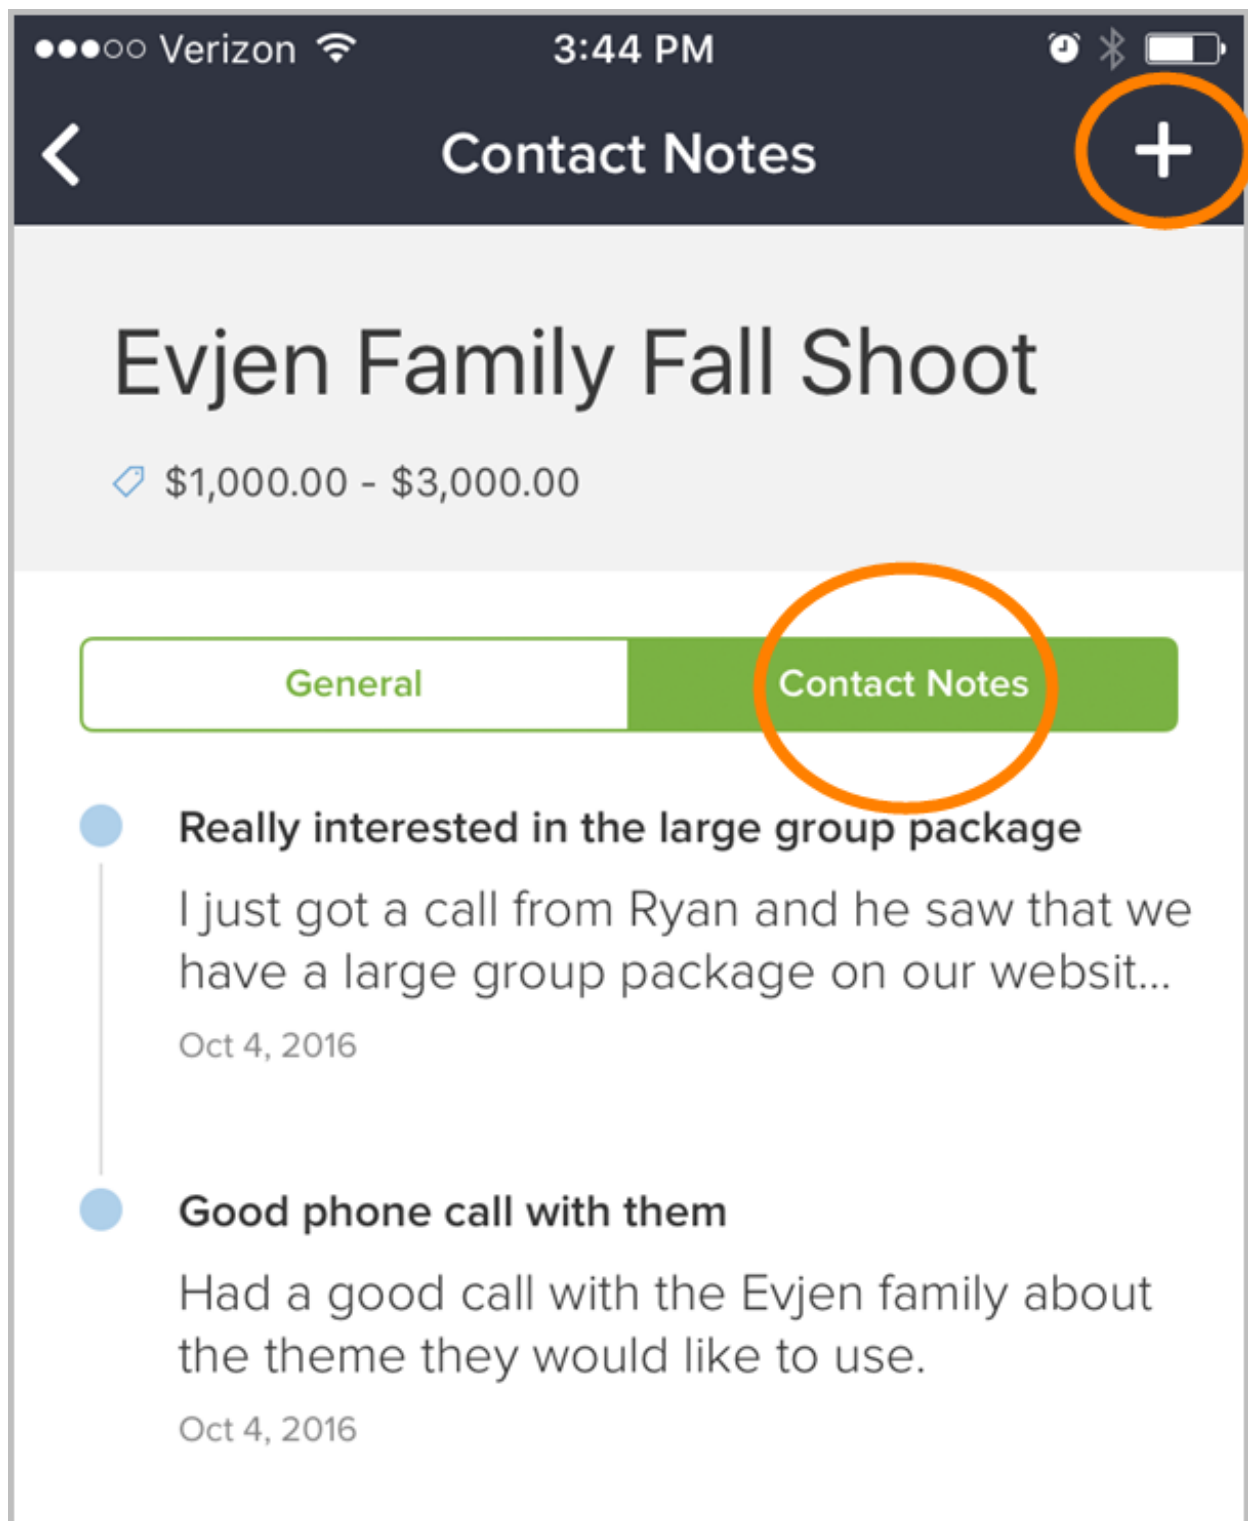 Verizon 3:44 PM
Contact Notes
Evjen Family Fall Shoot
$1,000.00 - $3,000.00
General Contact Notes
Really interested in the large group package
I just got a call from Ryan and he saw that we
have a large group package on our websit...
Oct 4, 2016
Good phone call with them
Had a good call with the Evjen family about
the theme they would like to use.
Oct 4, 2016